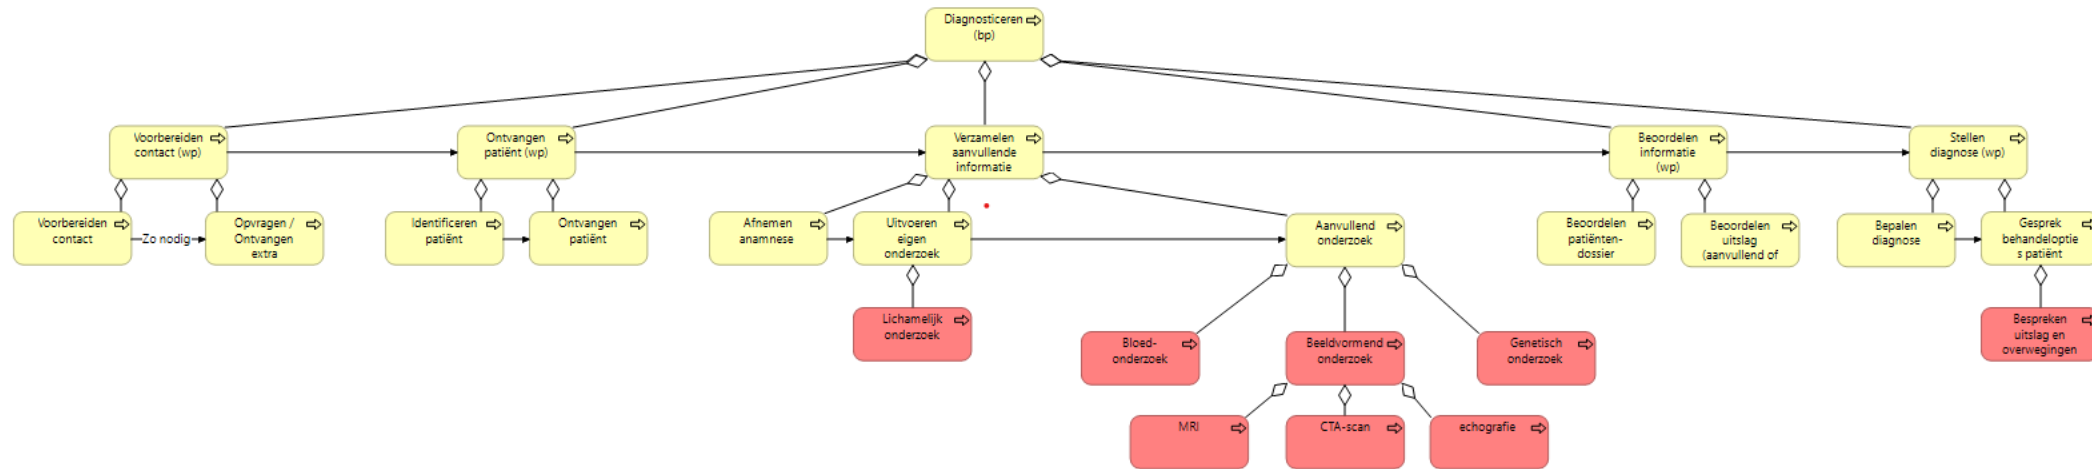 Diagnosticeren
(bp)
Voorbereiden
contact (wp)
Ontvangen
patiënt (wp)
Verzamelen
aanvullende
informatie
Beoordelen
informatie
(wp)
Stellen
diagnose (wp)
Voorbereiden
contact
Zo nodig
Opvragen /
Ontvangen
extra
Identificeren
patiënt
Ontvangen
patiënt
Afnemen
anamnese
Uitvoeren
eigen
onderzoek
Aanvullend
onderzoek
Beoordelen
patiënten-
dossier
Beoordelen
uitslag
(aanvullend of
Bepalen
diagnose
Gesprek
behandeloptie
s patiënt
Lichamelijk
onderzoek
Bloed-
onderzoek
Beeldvormend
onderzoek
Genetisch
onderzoek
Bespreken
uitslag en
overwegingen
MRI
CTA-scan
echografie